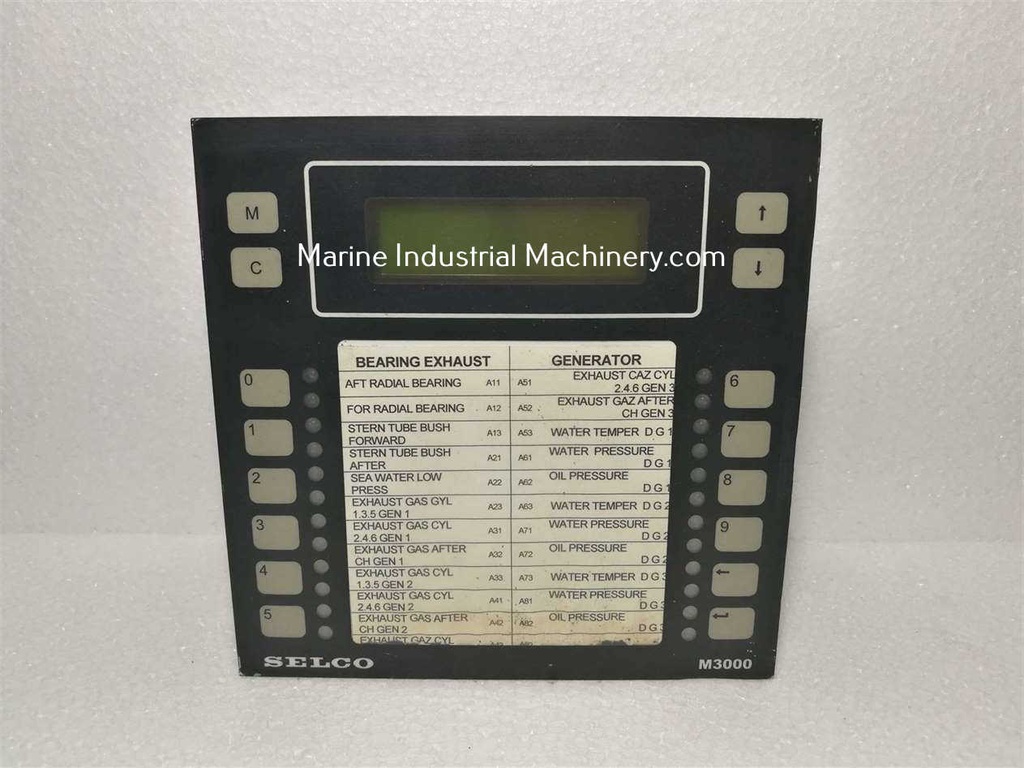 M
↑
Marine Industrial Machinery.com
C
↓
BEARING EXHAUST GENERATOR
0
6
AFT RADIAL BEARING A11 A51 EXHAUST CAZ CYL
2.4.6 GEN 3
FOR RADIAL BEARING A12 A52 EXHAUST GAZ AFTER
CH GEN 3
1
7
STERN TUBE BUSH
FORWARD A13 A53 WATER TEMPER D G 1
STERN TUBE BUSH
AFTER A21 A61 WATER PRESSURE
D G 1
2
8
SEA WATER LOW
PRESS A22 A62 OIL PRESSURE
D G 1
EXHAUST GAS GYL
1.3.5 GEN 1 A23 A63 WATER TEMPER D G 2
3
9
EXHAUST GAS CYL
2.4.6 GEN 1 A31 A71 WATER PRESSURE
D G 2
EXHAUST GAS AFTER
CH GEN 1 A32 A72 OIL PRESSURE
D G 2
4
←
EXHAUST GAS CYL
1.3.5 GEN 2 A33 A73 WATER TEMPER D G 3
EXHAUST GAS CYL
2.4.6 GEN 2 A41 A81 WATER PRESSURE
D G 3
5
↵
EXHAUST GAS AFTER
CH GEN 2 A42 A82 OIL PRESSURE
D G 3
EXHAUST GAZ CYL
SELCO
M3000